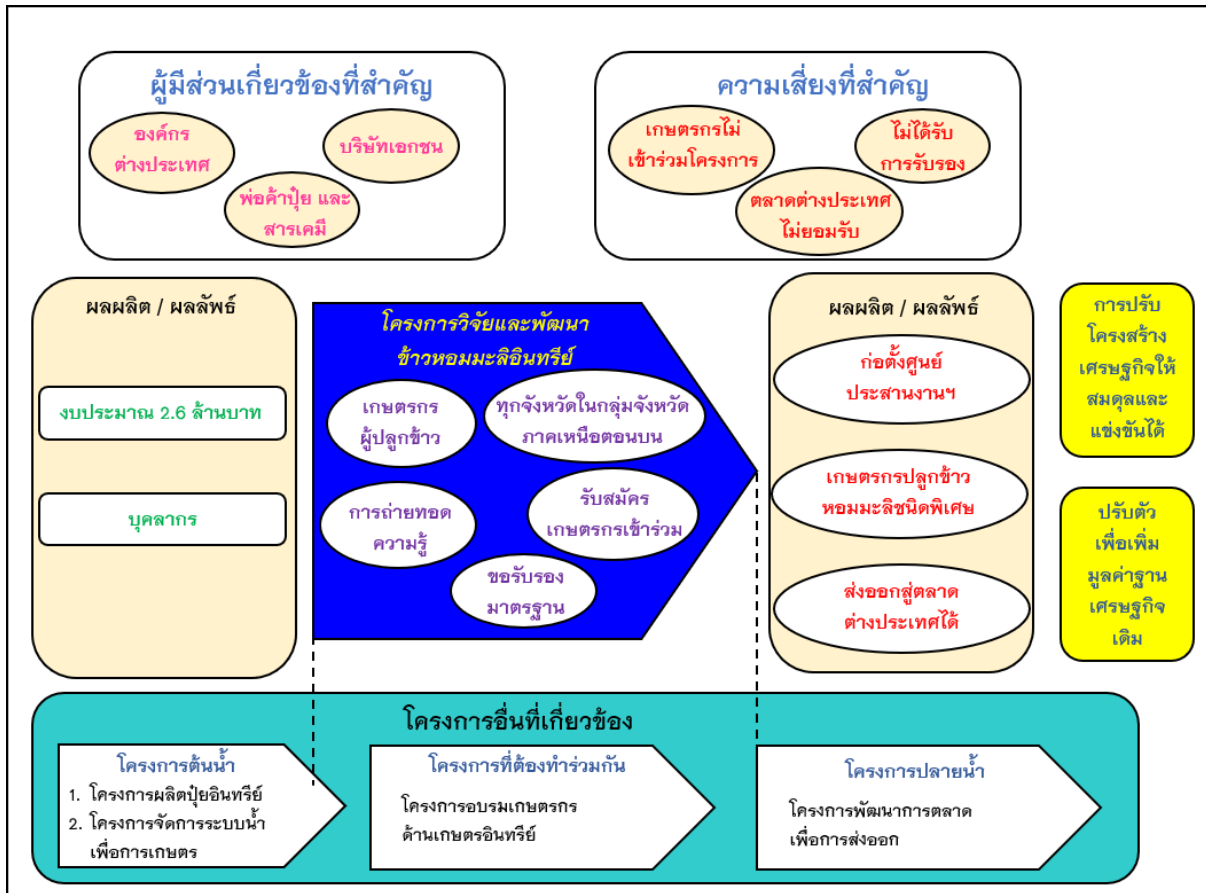 ผู้มีส่วนเกี่ยวข้องที่สำคัญ
องค์กร
ต่างประเทศ
บริษัทเอกชน
พ่อค้าปุ๋ย และ
สารเคมี
ความเสี่ยงที่สำคัญ
เกษตรกรไม่
เข้าร่วมโครงการ
ไม่ได้รับ
การรับรอง
ตลาดต่างประเทศ
ไม่ยอมรับ
ผลผลิต / ผลลัพธ์
งบประมาณ 2.6 ล้านบาท
บุคลากร
โครงการวิจัยและพัฒนา
ข้าวหอมมะลิอินทรีย์
เกษตรกร
ผู้ปลูกข้าว
ทุกจังหวัดในกลุ่มจังหวัด
ภาคเหนือตอนบน
การถ่ายทอด
ความรู้
รับสมัคร
เกษตรกรเข้าร่วม
ขอรับรอง
มาตรฐาน
ผลผลิต / ผลลัพธ์
ก่อตั้งศูนย์
ประสานงานฯ
เกษตรกรปลูกข้าว
หอมมะลิชนิดพิเศษ
ส่งออกสู่ตลาด
ต่างประเทศได้
การปรับ
โครงสร้าง
เศรษฐกิจให้
สมดุลและ
แข่งขันได้
ปรับตัว
เพื่อเพิ่ม
มูลค่าฐาน
เศรษฐกิจ
เดิม
โครงการอื่นที่เกี่ยวข้อง
โครงการต้นน้ำ
1. โครงการผลิตปุ๋ยอินทรีย์
2. โครงการจัดการระบบน้ำ
เพื่อการเกษตร
โครงการที่ต้องทำร่วมกัน
โครงการอบรมเกษตรกร
ด้านเกษตรอินทรีย์
โครงการปลายน้ำ
โครงการพัฒนาการตลาด
เพื่อการส่งออก